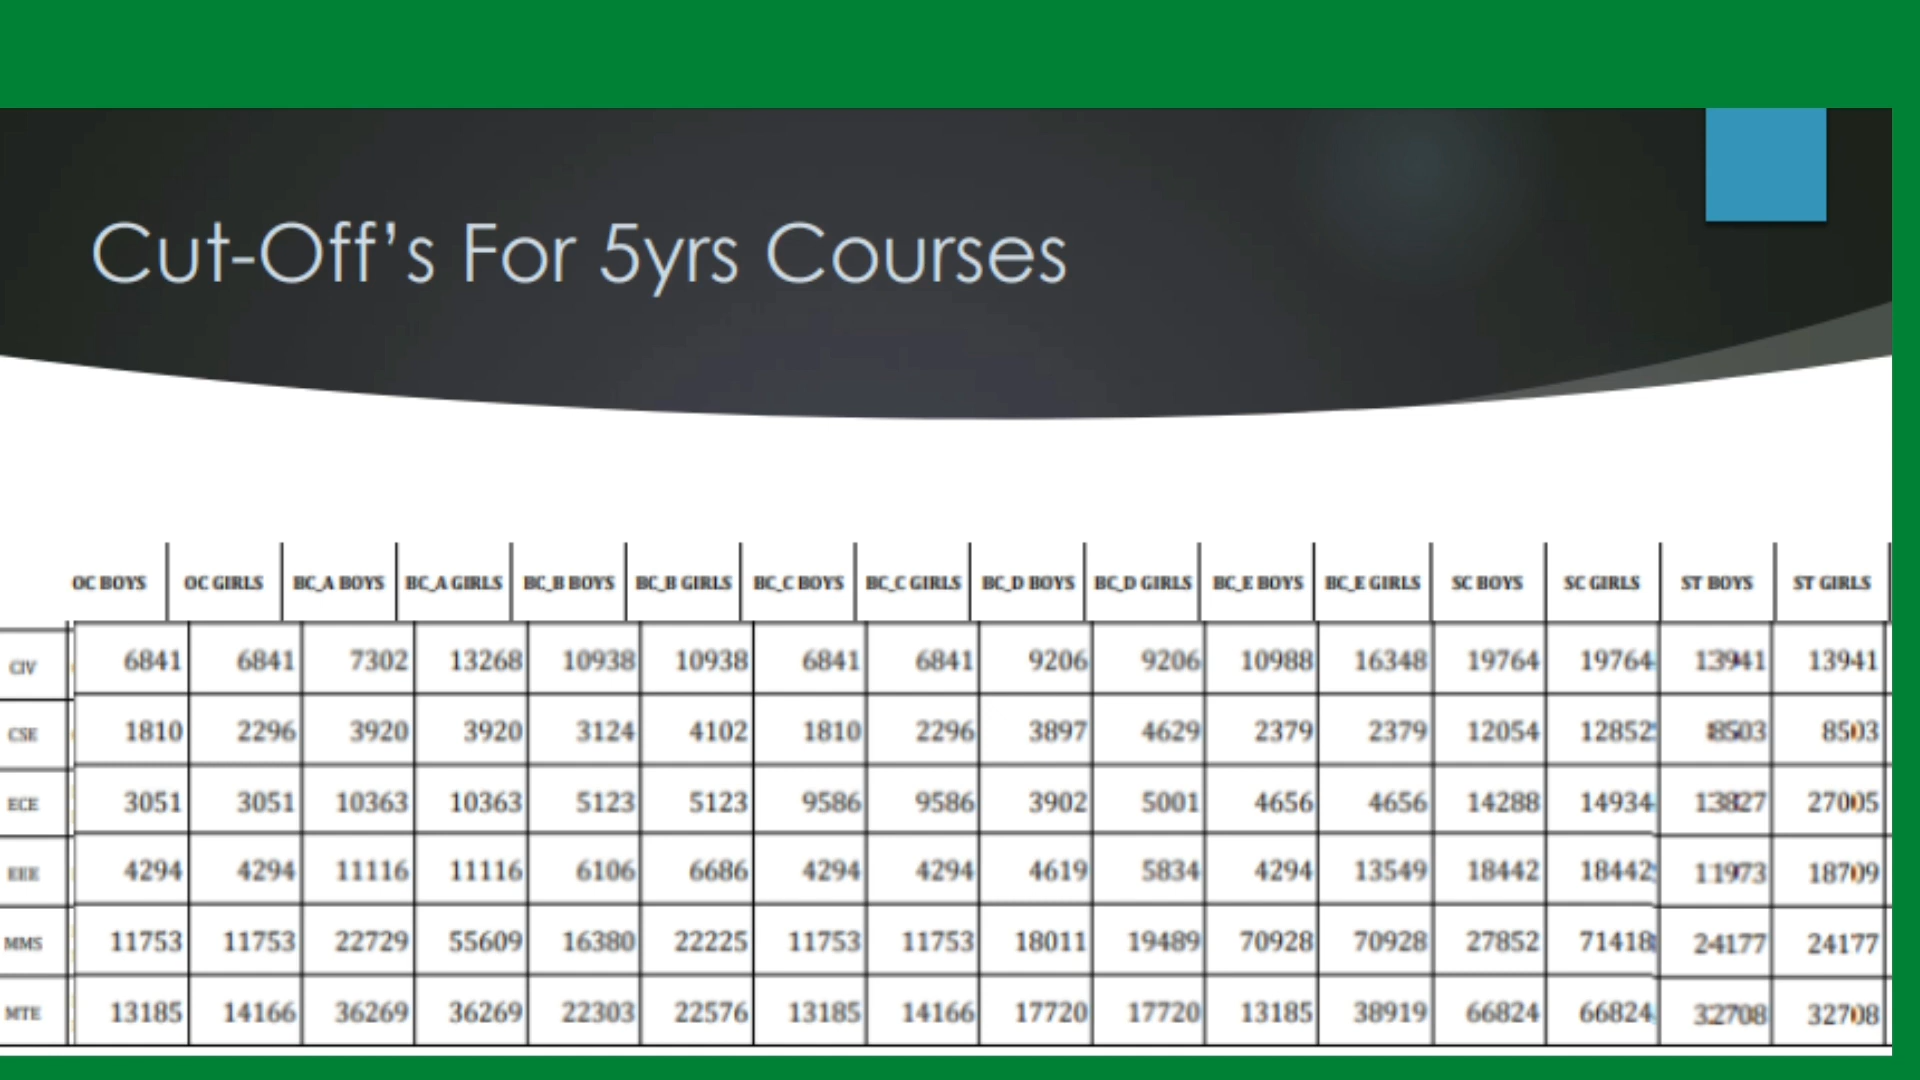 Cut-Off's For 5yrs Courses
OC BOYS OC GIRLS BC_A BOYS BC_A GIRLS BC_B BOYS BC_B GIRLS BC_C BOYS BC_C GIRLS BC_D BOYS BC_D GIRLS BC_E BOYS BC_E GIRLS SC BOYS SC GIRLS ST BOYS ST GIRLS
CIV 6841 6841 7302 13268 10938 10938 6841 6841 9206 9206 10988 16348 19764 19764 13941 13941
CSE 1810 2296 3920 3920 3124 4102 1810 2296 3897 4629 2379 2379 12054 12852 8503 8503
ECE 3051 3051 10363 10363 5123 5123 9586 9586 3902 5001 4656 4656 14288 14934 13827 27005
EEE 4294 4294 11116 11116 6106 6686 4294 4294 4619 5834 4294 13549 18442 18442 11973 18709
MMS 11753 11753 22729 55609 16380 22225 11753 11753 18011 19489 70928 70928 27852 71418 24177 24177
MTE 13185 14166 36269 36269 22303 22576 13185 14166 17720 17720 13185 38919 66824 66824 32708 32708